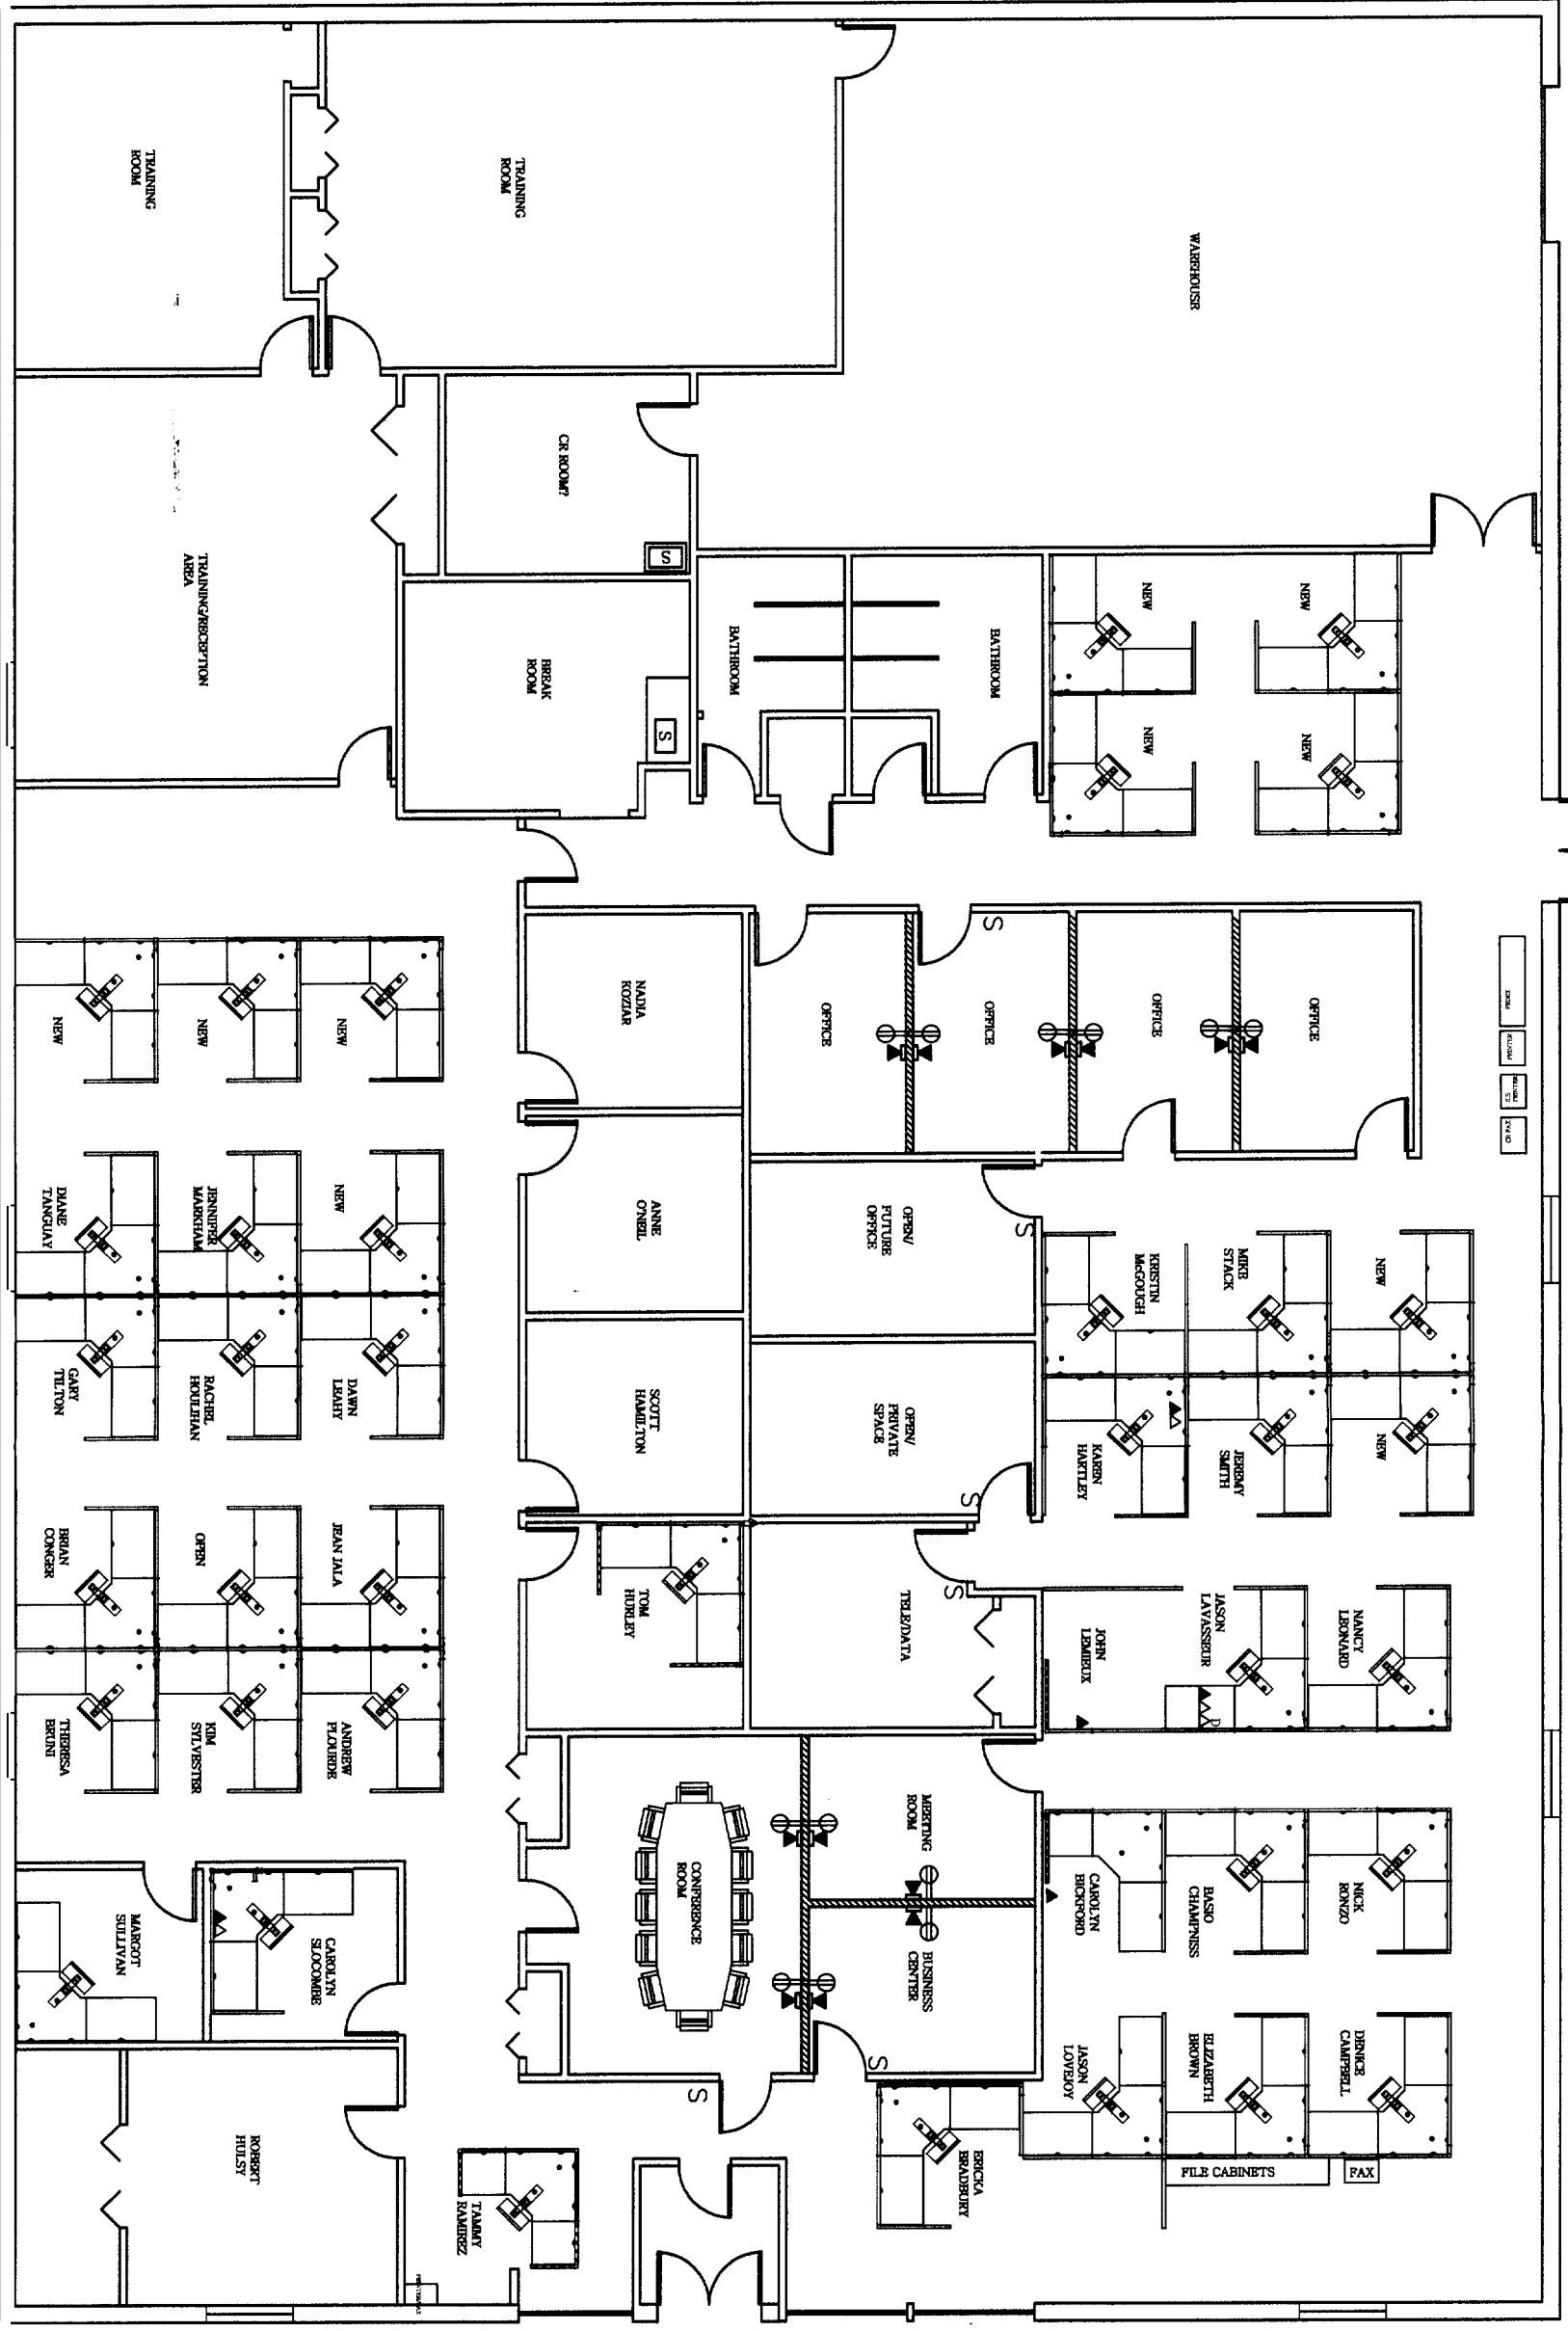 TRAINING
ROOM
TRAINING
ROOM
WAREHOUSE
CR ROOM?
S
TRAINING/RECEPTION
AREA
BREAK
ROOM
S
BATHROOM
BATHROOM
NEW
NEW
NEW
NEW
NADIA
KOZIAR
OFFICE
OFFICE
S
OFFICE
OFFICE
PRINTER
CR FAX
NEW
NEW
NEW
DIANE
TANGUAY
JENNIFER
MARKHAM
NEW
ANNE
O'NEIL
OPEN/
FUTURE
OFFICE
S
KRISTIN
McGOUGH
MIKE
STACK
NEW
GARY
TILTON
RACHEL
HOULIHAN
DAWN
LEAHY
SCOTT
HAMILTON
OPEN/
PRIVATE
SPACE
S
KAREN
HARTLEY
JEREMY
SMITH
NEW
BRIAN
CONGER
OPEN
JEAN JALA
TOM
HURLEY
TELE/DATA
S
JOHN
LEMIEUX
JASON
LAVASSEUR
D
NANCY
LEONARD
THERESA
BRUNI
KIM
SYLVESTER
ANDREW
PLOURDE
CONFERENCE
ROOM
MEETING
ROOM
CAROLYN
BICKFORD
BASIO
CHAMPNISS
NICK
RONZO
MARGOT
SULLIVAN
CAROLYN
SLOCOMBE
BUSINESS
CENTER
S
S
JASON
LOVEJOY
ELIZABETH
BROWN
DENICE
CAMPBELL
ROBERT
HULSY
TAMMY
RAMIREZ
ERICKA
BRADBURY
FILE CABINETS
FAX